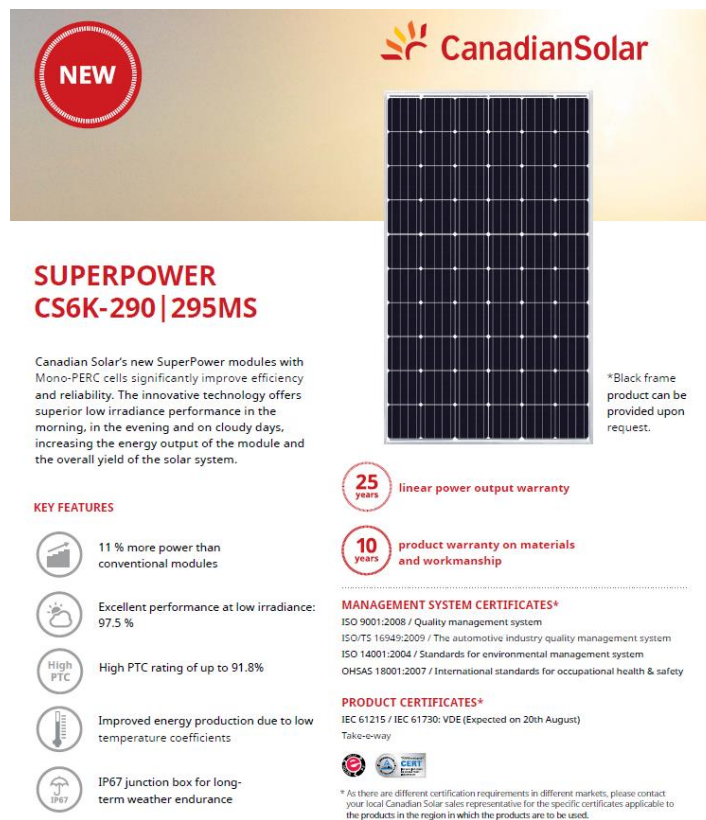 NEW
CanadianSolar
SUPERPOWER
CS6K-290|295MS
Canadian Solar's new SuperPower modules with
Mono-PERC cells significantly improve efficiency
and reliability. The innovative technology offers
superior low irradiance performance in the
morning, in the evening and on cloudy days,
increasing the energy output of the module and
the overall yield of the solar system.
*Black frame
product can be
provided upon
request.
KEY FEATURES
11 % more power than
conventional modules
Excellent performance at low irradiance:
97.5 %
High
PTC
High PTC rating of up to 91.8%
Improved energy production due to low
temperature coefficients
IP67
IP67 junction box for long-
term weather endurance
25
years
linear power output warranty
10
years
product warranty on materials
and workmanship
MANAGEMENT SYSTEM CERTIFICATES*
ISO 9001:2008 / Quality management system
ISO/TS 16949:2009 / The automotive industry quality management system
ISO 14001:2004 / Standards for environmental management system
OHSAS 18001:2007 / International standards for occupational health & safety
PRODUCT CERTIFICATES*
IEC 61215 / IEC 61730: VDE (Expected on 20th August)
Take-e-way
CERT
* As there are different certification requirements in different markets, please contact
your local Canadian Solar sales representative for the specific certificates applicable to
the products in the region in which the products are to be used.